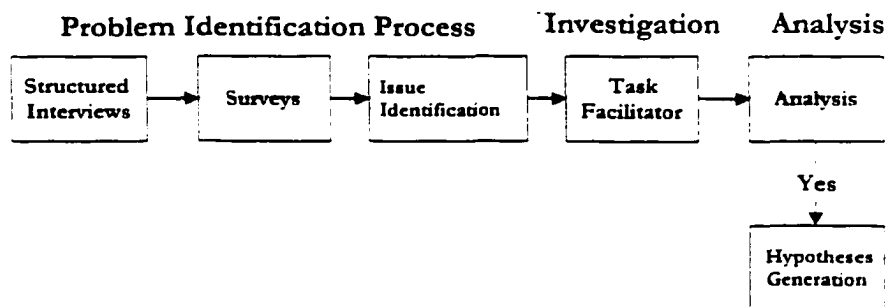 Problem Identification Process Investigation Analysis
Structured
Interviews
Surveys
Issue
Identification
Task
Facilitator
Analysis
Yes
Hypotheses
Generation